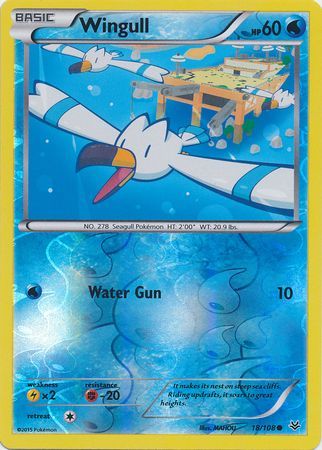 BASIC
Wingull
HP60
NO. 278 Seagull Pokémon HT: 2'00" WT: 20.9 lbs.
Water Gun 10
weakness
×2
resistance
-20
retreat
It makes its nest on steep sea cliffs.
Riding updrafts, it soars to great
heights.
©2015 Pokémon
Illus. MAHOU
18/108